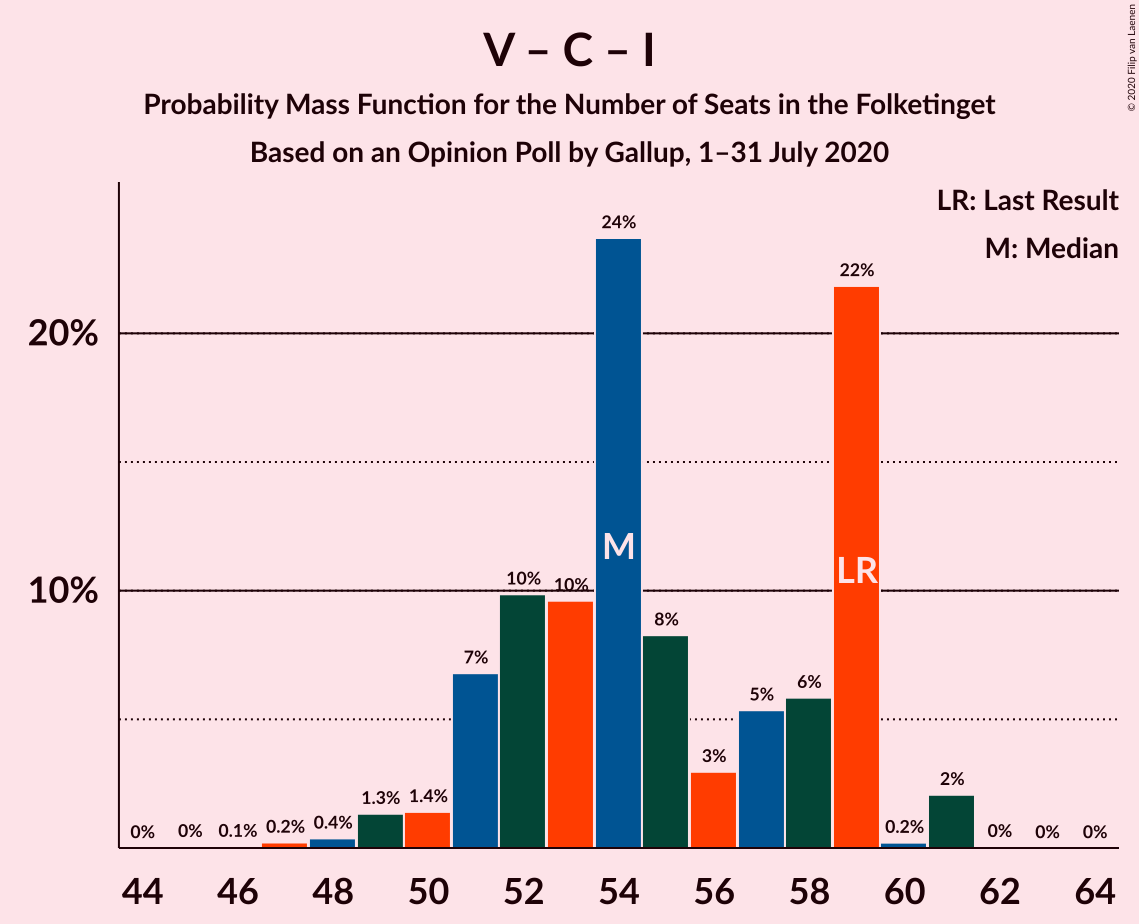 V – C – I
Probability Mass Function for the Number of Seats in the Folketinget
Based on an Opinion Poll by Gallup, 1–31 July 2020
© 2020 Filip van Laenen
LR: Last Result
M: Median
20%
10%
0%
0%
0.1%
0.2%
0.4%
1.3%
1.4%
7%
10%
10%
24%
8%
3%
5%
6%
22%
0.2%
2%
0%
0%
0%
M
LR
44 46 48 50 52 54 56 58 60 62 64